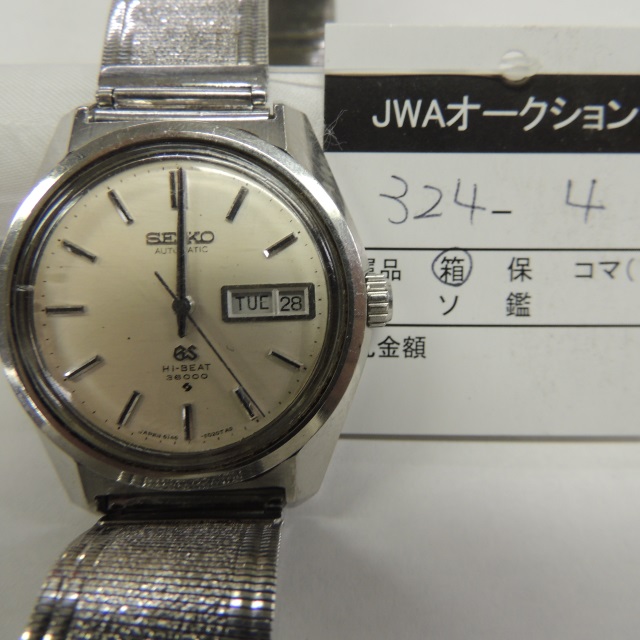 SEIKO
AUTOMATIC
TUE 28
GS
HI-BEAT
36000
JWAオークション
324-4
品 箱 保 コマ(
ソ 鑑
金額